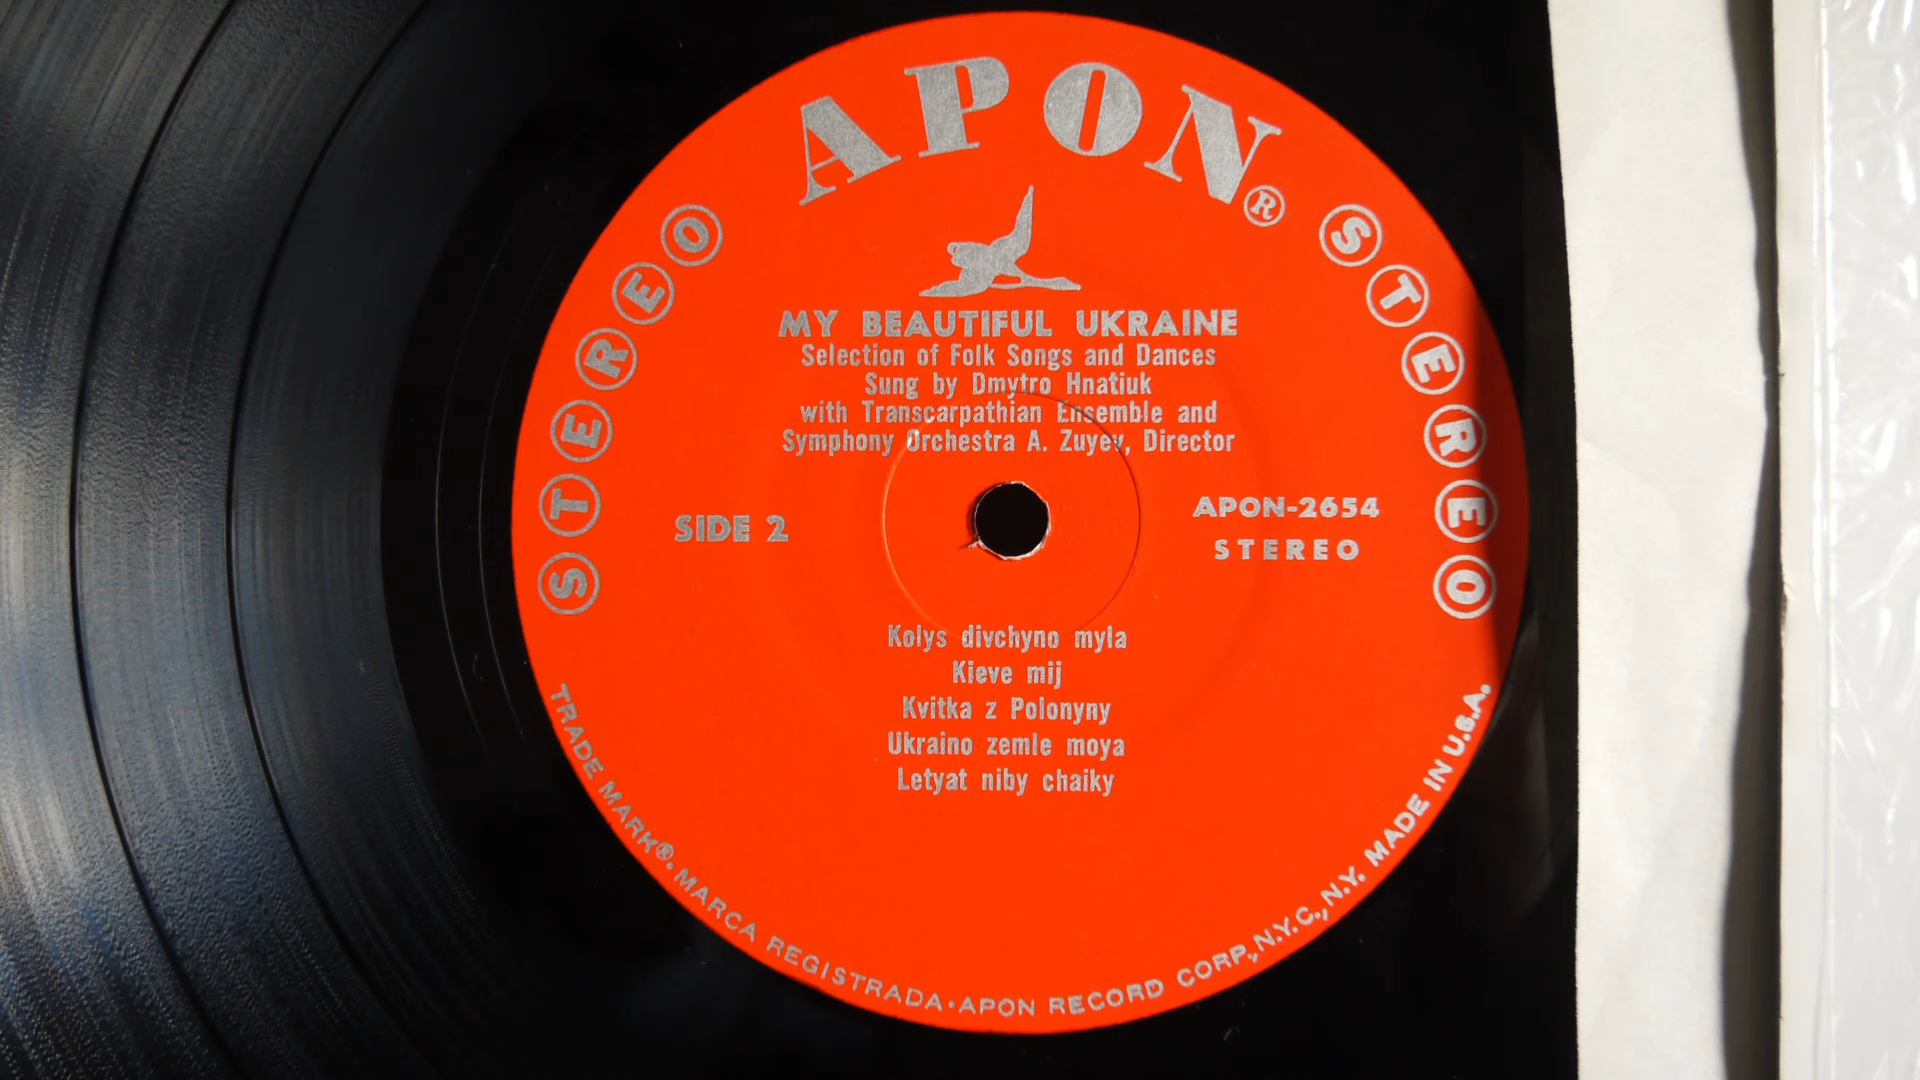 APON®
STEREO
STEREO
MY BEAUTIFUL UKRAINE
Selection of Folk Songs and Dances
Sung by Dmytro Hnatiuk
with Transcarpathian Ensemble and
Symphony Orchestra A. Zuyev, Director
SIDE 2
APON-2654
STEREO
Kolys divchyno myla
Kieve mij
Kvitka z Polonyny
Ukraino zemle moya
Letyat niby chaiky
TRADE MARK®. MARCA REGISTRADA · APON RECORD CORP., N.Y.C., N.Y. MADE IN U.S.A.